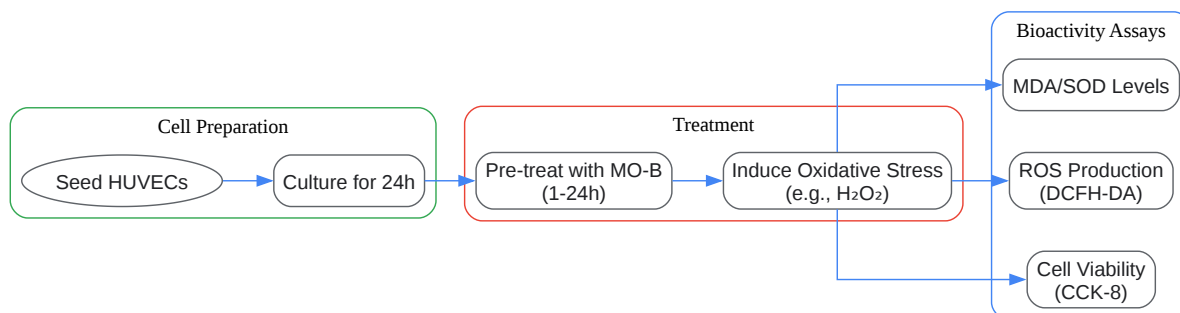 Cell Preparation
Seed HUVECs
Culture for 24h
Treatment
Pre-treat with MO-B
(1-24h)
Induce Oxidative Stress
(e.g., H₂O₂)
Bioactivity Assays
MDA/SOD Levels
ROS Production
(DCFH-DA)
Cell Viability
(CCK-8)